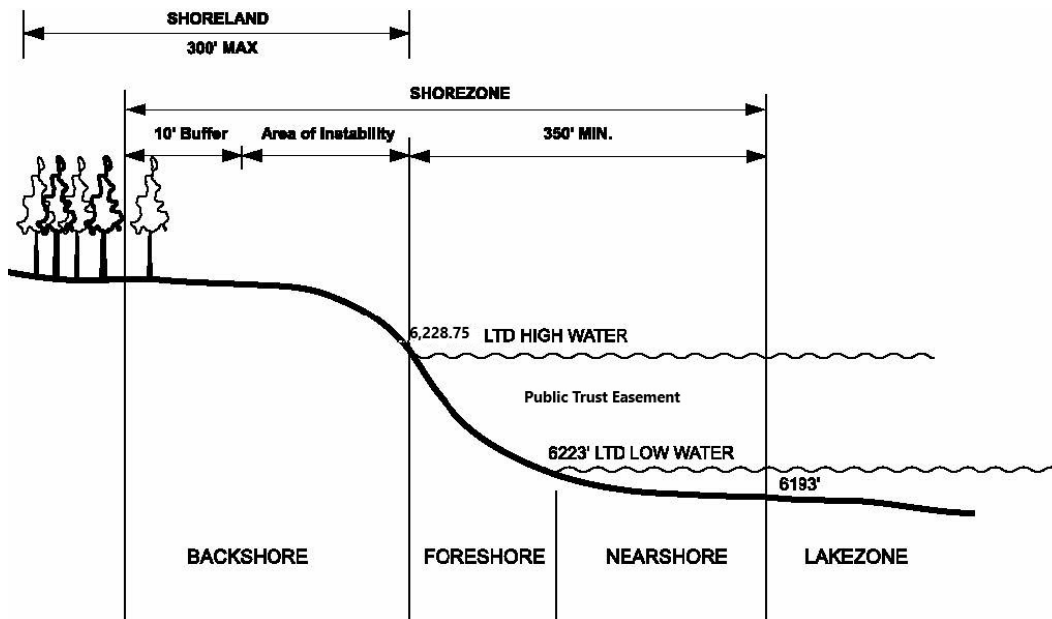 SHORELAND
300' MAX
SHOREZONE
10' Buffer
Area of Instability
350' MIN.
6,228.75
LTD HIGH WATER
Public Trust Easement
6223' LTD LOW WATER
6193'
BACKSHORE
FORESHORE
NEARSHORE
LAKEZONE